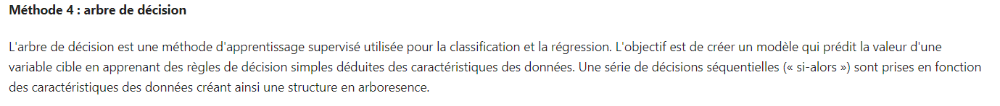 Méthode 4 : arbre de décision
L'arbre de décision est une méthode d'apprentissage supervisé utilisée pour la classification et la régression. L'objectif est de créer un modèle qui prédit la valeur d'une
variable cible en apprenant des règles de décision simples déduites des caractéristiques des données. Une série de décisions séquentielles (« si-alors ») sont prises en fonction
des caractéristiques des données créant ainsi une structure en arboresence.